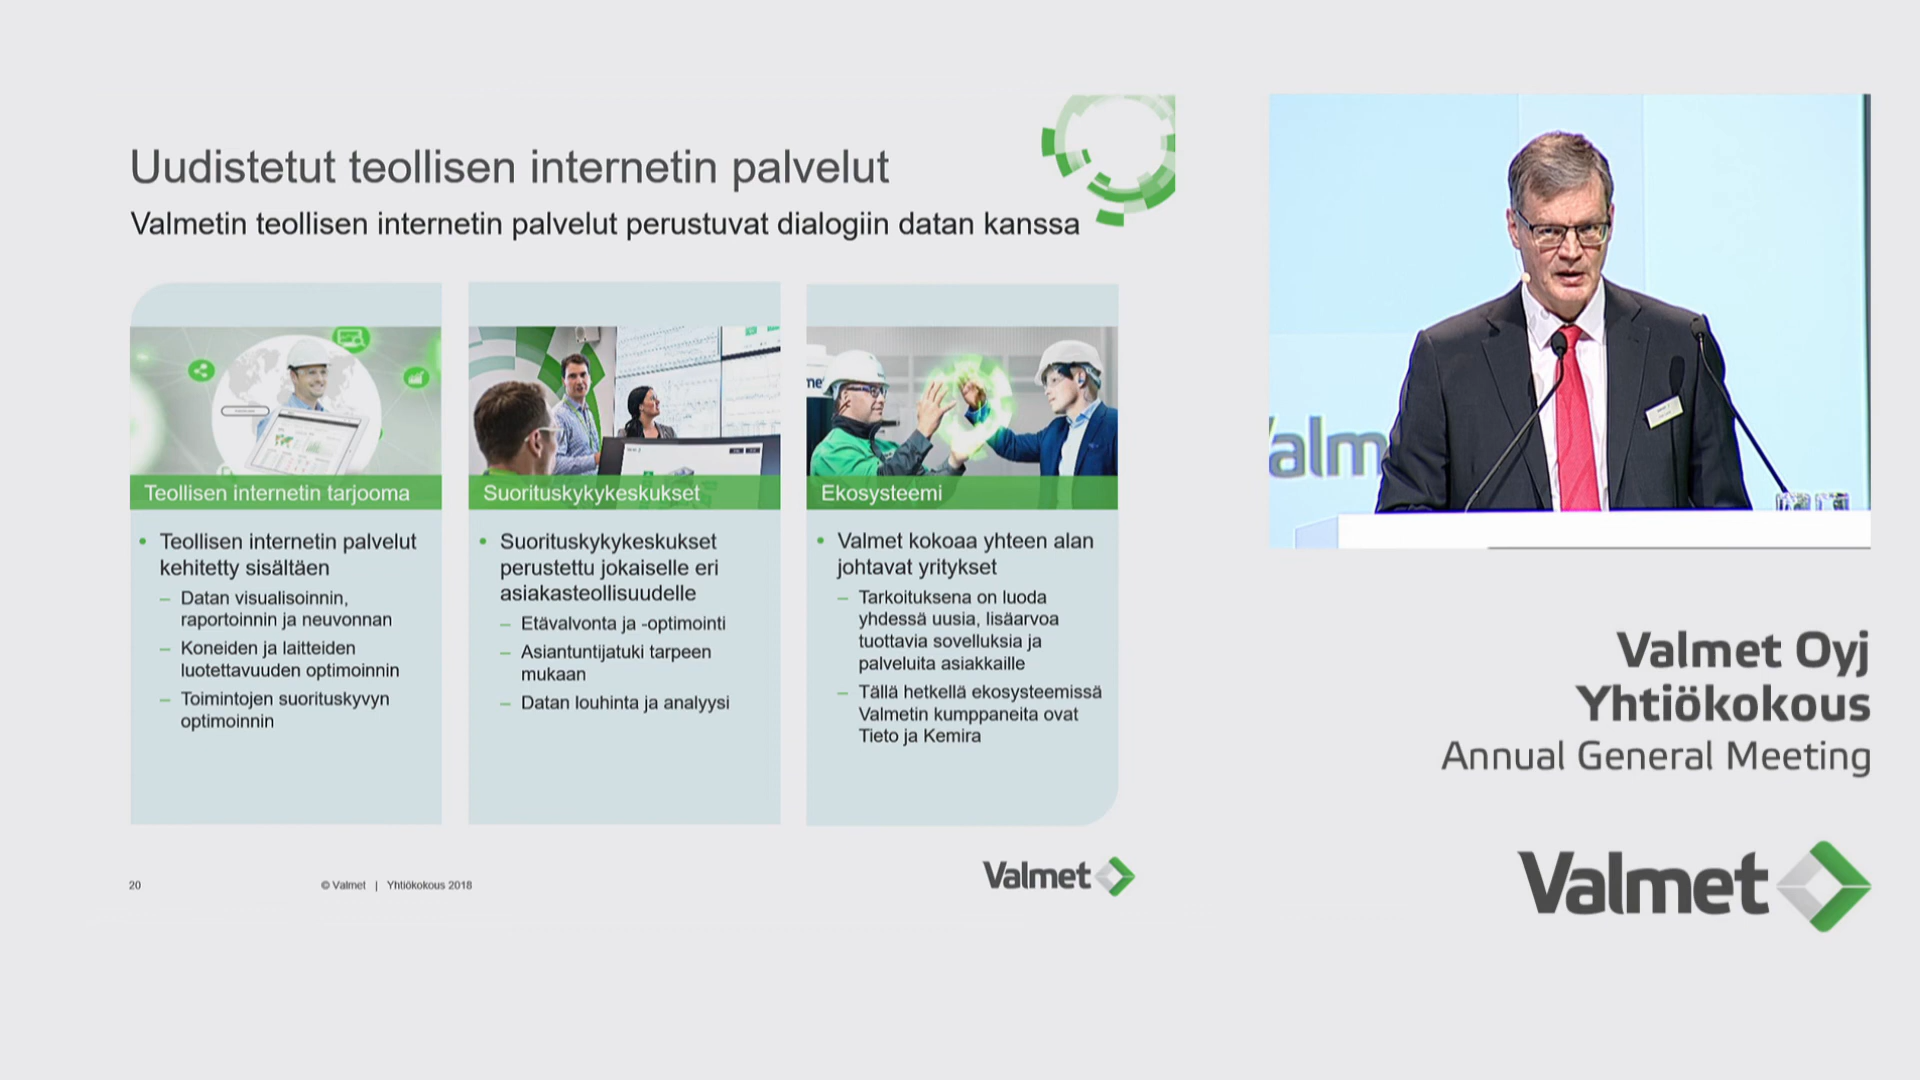 Uudistetut teollisen internetin palvelut
Valmetin teollisen internetin palvelut perustuvat dialogiin datan kanssa
Teollisen internetin tarjooma
• Teollisen internetin palvelut
kehitetty sisältäen
– Datan visualisoinnin,
raportoinnin ja neuvonnan
– Koneiden ja laitteiden
luotettavuuden optimoinnin
– Toimintojen suorituskyvyn
optimoinnin
Suorituskykykeskukset
• Suorituskykykeskukset
perustettu jokaiselle eri
asiakasteollisuudelle
– Etävalvonta ja -optimointi
– Asiantuntijatuki tarpeen
mukaan
– Datan louhinta ja analyysi
Ekosysteemi
• Valmet kokoaa yhteen alan
johtavat yritykset
– Tarkoituksena on luoda
yhdessä uusia, lisäarvoa
tuottavia sovelluksia ja
palveluita asiakkaille
– Tällä hetkellä ekosysteemissä
Valmetin kumppaneita ovat
Tieto ja Kemira
20
© Valmet | Yhtiökokous 2018
Valmet
Valm
Valmet Oyj
Yhtiökokous
Annual General Meeting
Valmet